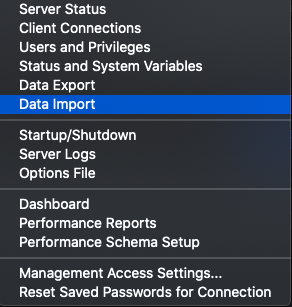 Server Status
Client Connections
Users and Privileges
Status and System Variables
Data Export
Data Import
Startup/Shutdown
Server Logs
Options File
Dashboard
Performance Reports
Performance Schema Setup
Management Access Settings...
Reset Saved Passwords for Connection